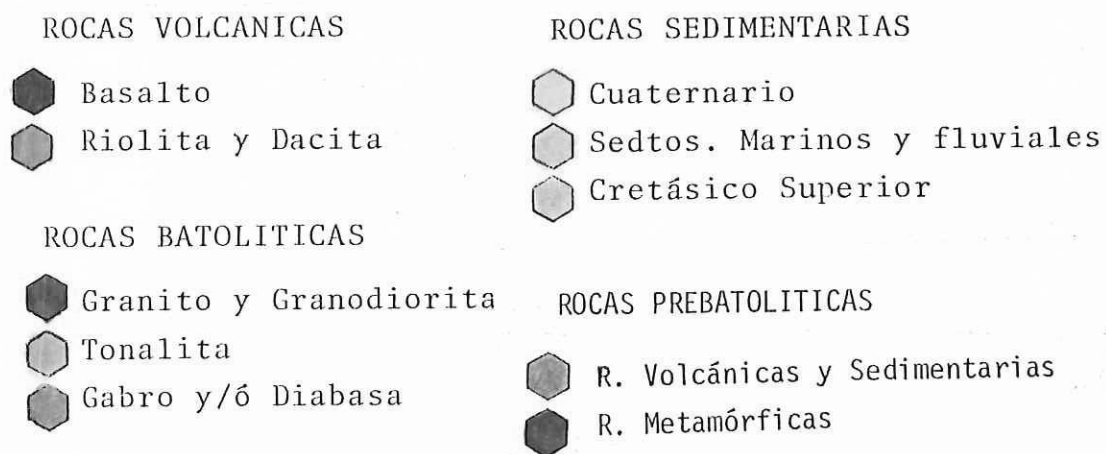 ROCAS VOLCANICAS
Basalto
Riolita y Dacita
ROCAS BATOLITICAS
Granito y Granodiorita
Tonalita
Gabro y/ó Diabasa
ROCAS SEDIMENTARIAS
Cuaternario
Sedtos. Marinos y fluviales
Cretásico Superior
ROCAS PREBATOLITICAS
R. Volcánicas y Sedimentarias
R. Metamórficas